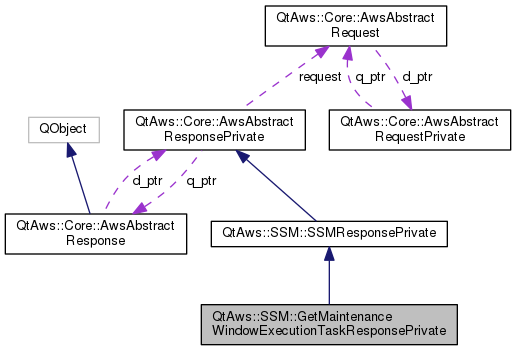 QtAws::Core::AwsAbstract
Request
request
q_ptr
d_ptr
QObject
QtAws::Core::AwsAbstract
ResponsePrivate
QtAws::Core::AwsAbstract
RequestPrivate
d_ptr
q_ptr
QtAws::Core::AwsAbstract
Response
QtAws::SSM::SSMResponsePrivate
QtAws::SSM::GetMaintenance
WindowExecutionTaskResponsePrivate